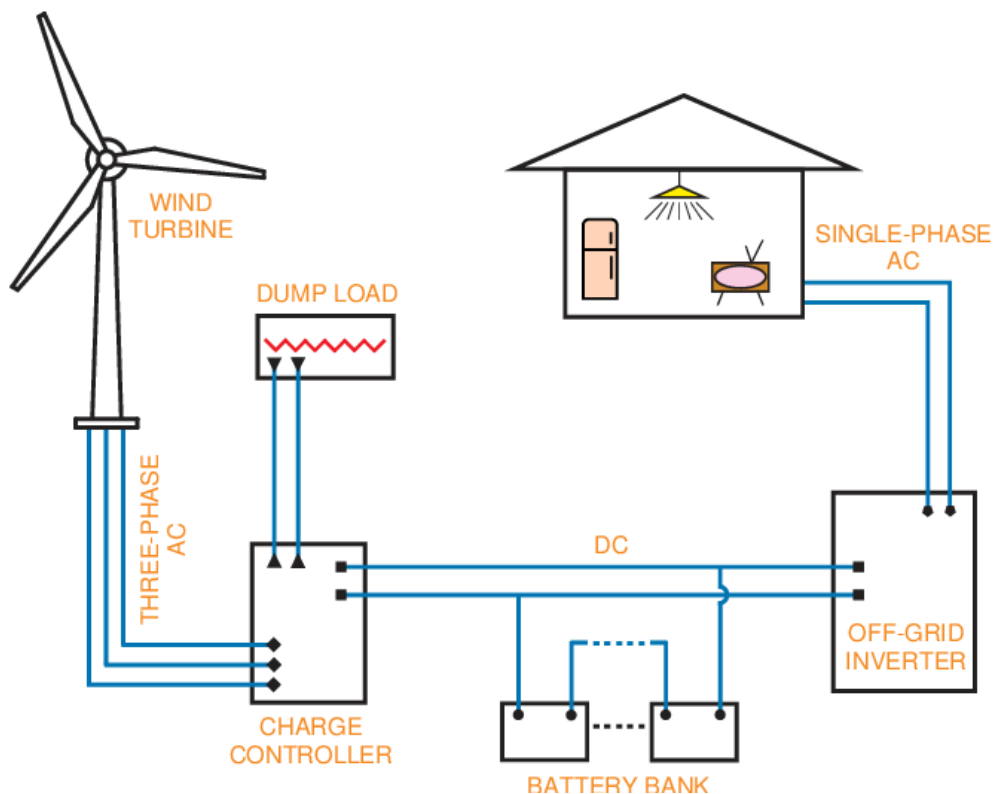 WIND
TURBINE
SINGLE-PHASE
AC
DUMP LOAD
THREE-PHASE
AC
DC
OFF-GRID
INVERTER
CHARGE
CONTROLLER
BATTERY BANK